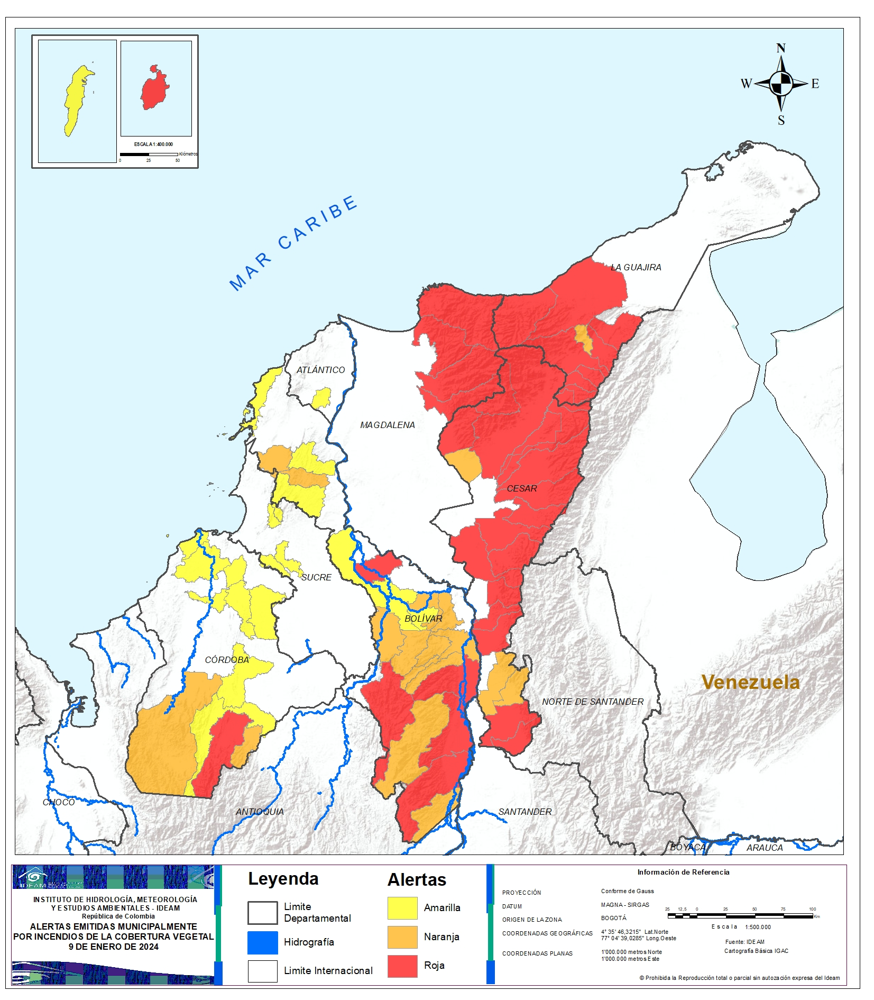 ESCALA 1:400.000
Kilómetros
0 25 50
N
W E
S
MAR CARIBE
LA GUAJIRA
ATLÁNTICO
MAGDALENA
CESAR
SUCRE
BOLÍVAR
CÓRDOBA
Venezuela
NORTE DE SANTANDER
CHOCÓ
ANTIOQUIA
SANTANDER
BOYACÁ
ARAUCA
IDEAM
INSTITUTO DE HIDROLOGÍA, METEOROLOGÍA
Y ESTUDIOS AMBIENTALES - IDEAM
República de Colombia
ALERTAS EMITIDAS MUNICIPALMENTE
POR INCENDIOS DE LA COBERTURA VEGETAL
9 DE ENERO DE 2024
Leyenda
Limite
Departamental
Hidrografía
Limite Internacional
Alertas
Amarilla
Naranja
Roja
Información de Referencia
PROYECCIÓN Conforme de Gauss
DATUM MAGNA - SIRGAS
ORIGEN DE LA ZONA BOGOTÁ
COORDENADAS GEOGRÁFICAS 4° 35' 46,3215" Lat.Norte
77° 04' 39,0285" Long.Oeste
COORDENADAS PLANAS 1'000.000 metros Norte
1'000.000 metros Este
25 12,5 0 25 50 75 100
Km
Escala 1:500.000
Fuente: IDEAM
Cartografía Básica IGAC
© Prohibida la Reproducción total o parcial sin autozación expresa del Ideam